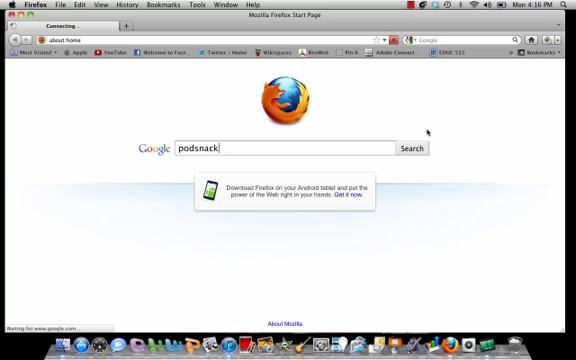 Firefox File Edit View History Bookmarks Tools Window Help Mon 4:16 PM
Mozilla Firefox Start Page
Connecting...
about:home Google
Most Visited Apple YouTube Welcome to Face... Twitter / Home Wikispaces RenWeb Pin It Adobe Connect... EDUC 535 Bookmarks
Google podsnack Search
Download Firefox on your Android tablet and put the
power of the Web right in your hands. Get it now.
About Mozilla
Waiting for www.google.com...